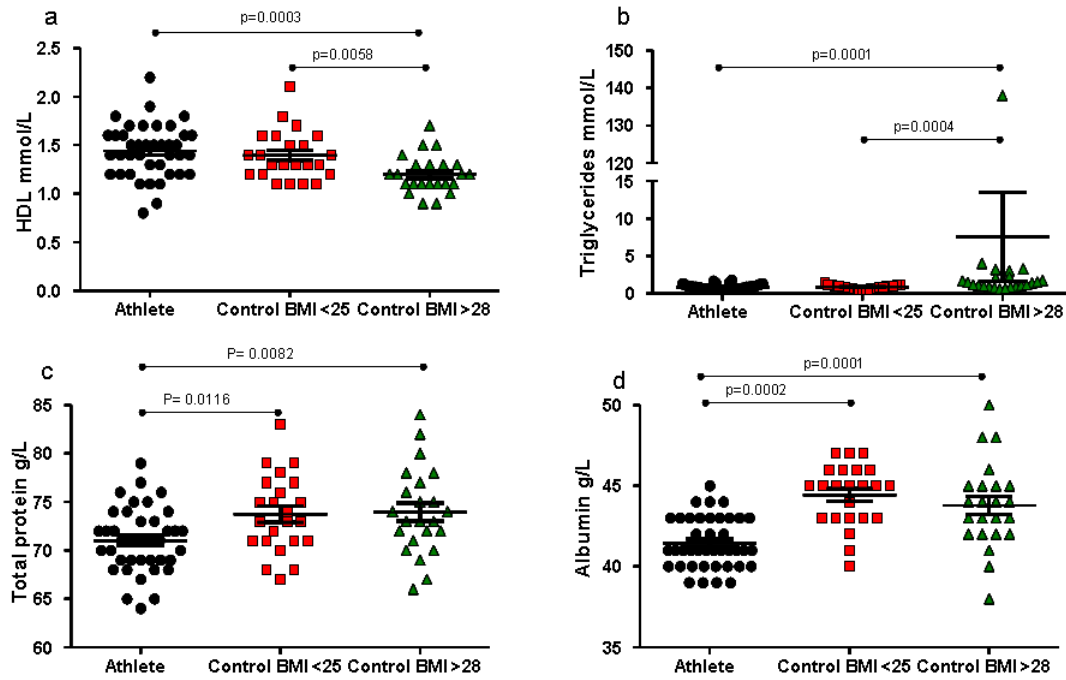 a
p=0.0003
p=0.0058
HDL mmol/L
2.5
2.0
1.5
1.0
0.5
0.0
Athlete
Control BMI <25
Control BMI >28
b
p=0.0001
p=0.0004
Triglycerides mmol/L
150
140
130
120
110
100
15
10
5
0
Athlete
Control BMI <25
Control BMI >28
c
P= 0.0082
P= 0.0116
Total protein g/L
85
80
75
70
65
60
Athlete
Control BMI <25
Control BMI >28
d
p=0.0001
p=0.0002
Albumin g/L
50
45
40
35
Athlete
Control BMI <25
Control BMI >28